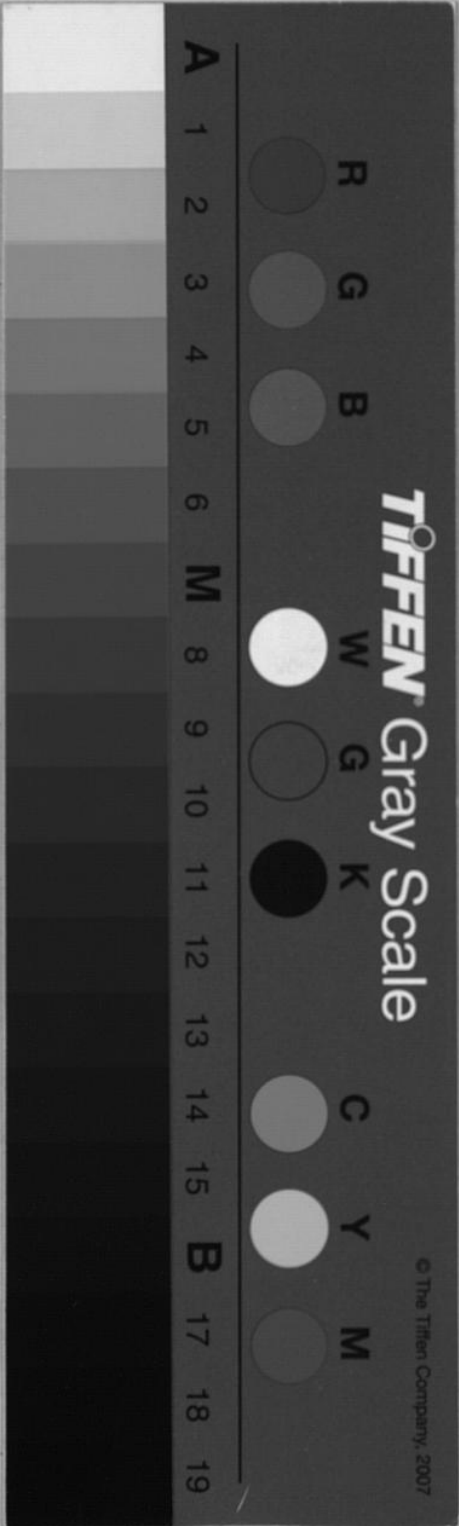 TIFFEN® Gray Scale
© The Tiffen Company, 2007
R G B W G K C Y M
A 1 2 3 4 5 6 M 8 9 10 11 12 13 14 15 B 17 18 19